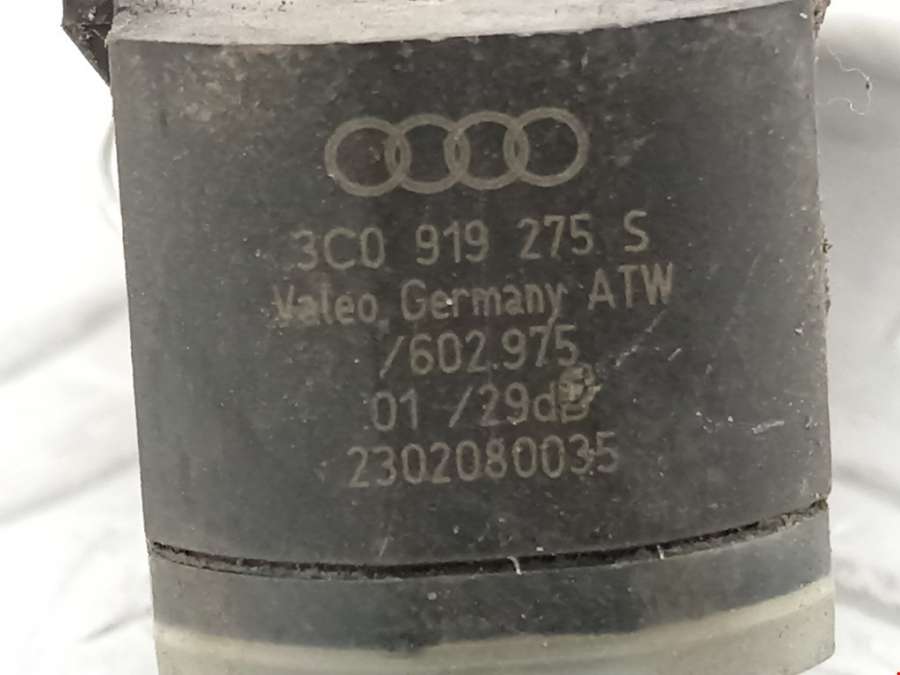 3C0 919 275 S
Valeo Germany ATW
/602.975
01 /29dB
2302080035